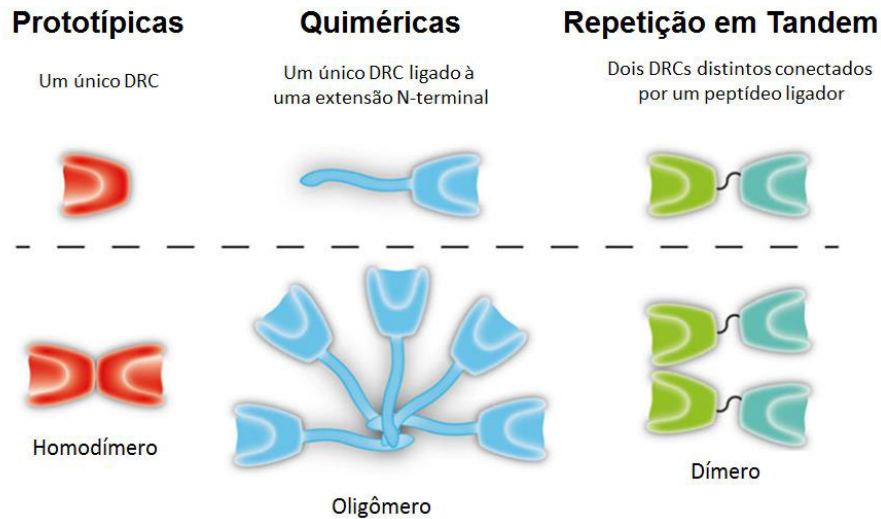 Prototípicas
Quiméricas
Repetição em Tandem
Um único DRC
Um único DRC ligado à
uma extensão N-terminal
Dois DRCs distintos conectados
por um peptídeo ligador
Homodímero
Oligômero
Dímero